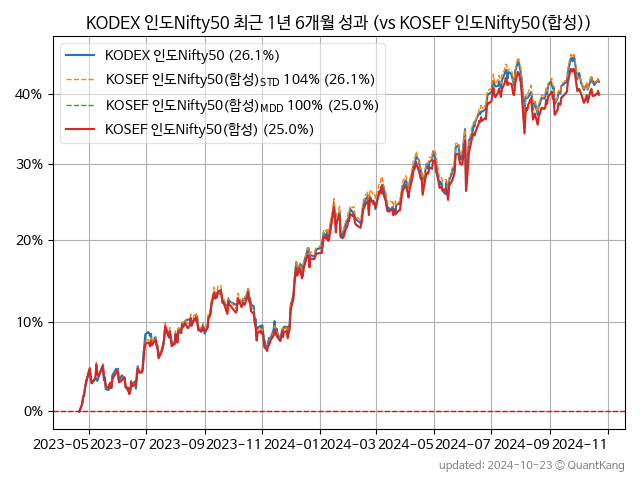 KODEX 인도Nifty50 최근 1년 6개월 성과 (vs KOSEF 인도Nifty50(합성))
KODEX 인도Nifty50 (26.1%)
KOSEF 인도Nifty50(합성)STD 104% (26.1%)
KOSEF 인도Nifty50(합성)MDD 100% (25.0%)
KOSEF 인도Nifty50(합성) (25.0%)
40%
30%
20%
10%
0%
2023-05 2023-07 2023-09 2023-11 2024-01 2024-03 2024-05 2024-07 2024-09 2024-11
updated: 2024-10-23 © QuantKang